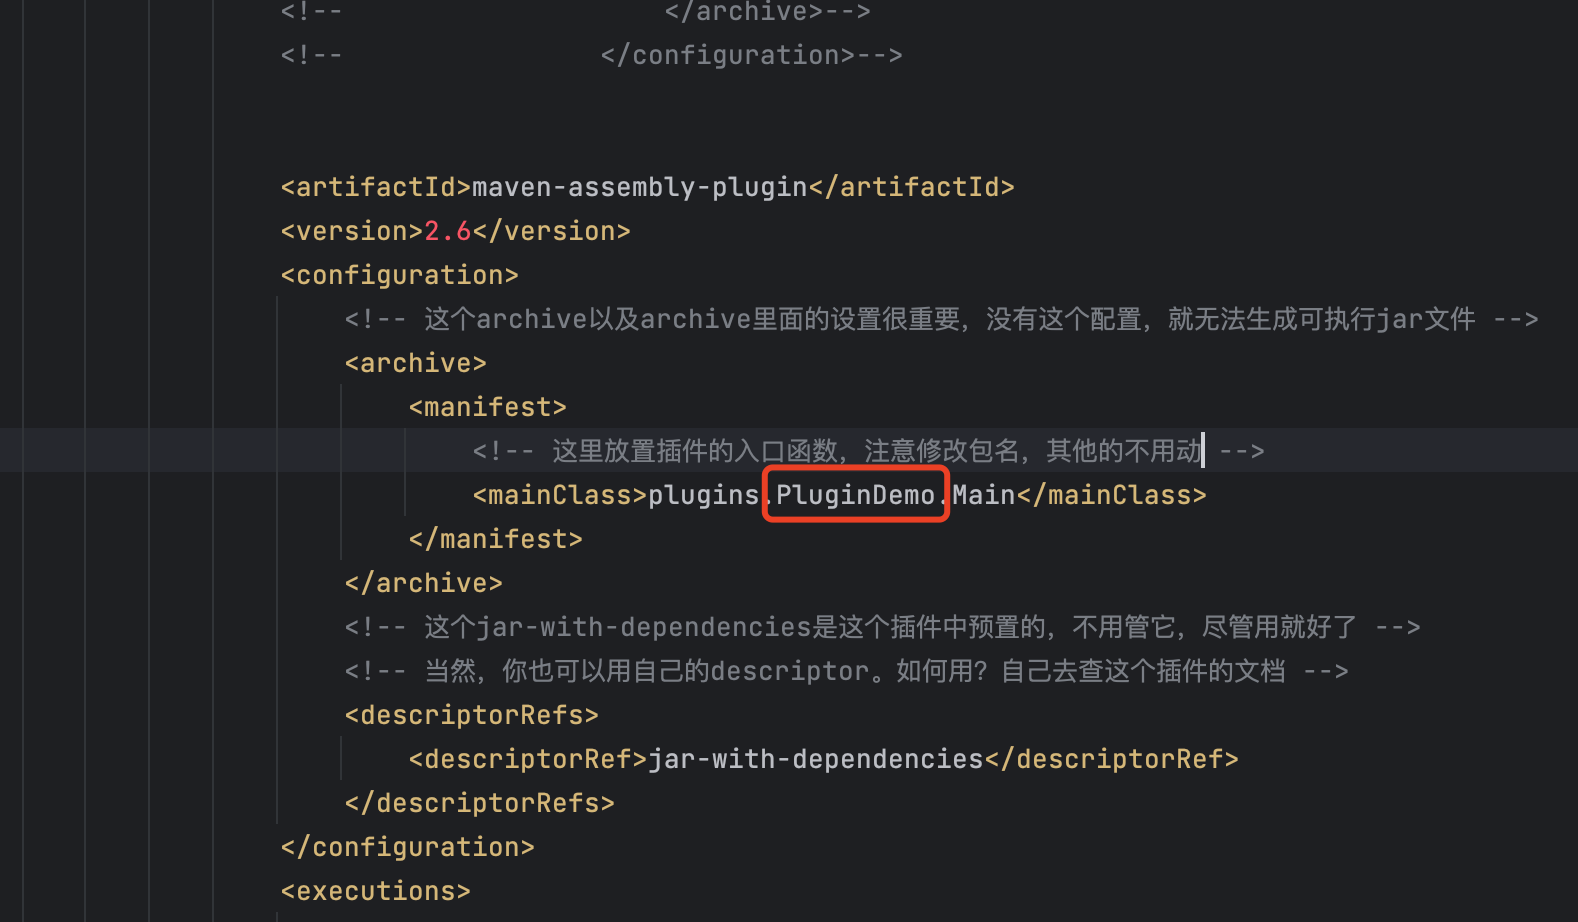 <!--                    </archive>-->
<!--                </configuration>-->
<artifactId>maven-assembly-plugin</artifactId>
<version>2.6</version>
<configuration>
<!-- 这个archive以及archive里面的设置很重要，没有这个配置，就无法生成可执行jar文件 -->
<archive>
<manifest>
<!-- 这里放置插件的入口函数，注意修改包名，其他的不用动 -->
<mainClass>plugins.PluginDemo.Main</mainClass>
</manifest>
</archive>
<!-- 这个jar-with-dependencies是这个插件中预置的，不用管它，尽管用就好了 -->
<!-- 当然，你也可以用自己的descriptor。如何用？自己去查这个插件的文档 -->
<descriptorRefs>
<descriptorRef>jar-with-dependencies</descriptorRef>
</descriptorRefs>
</configuration>
<executions>